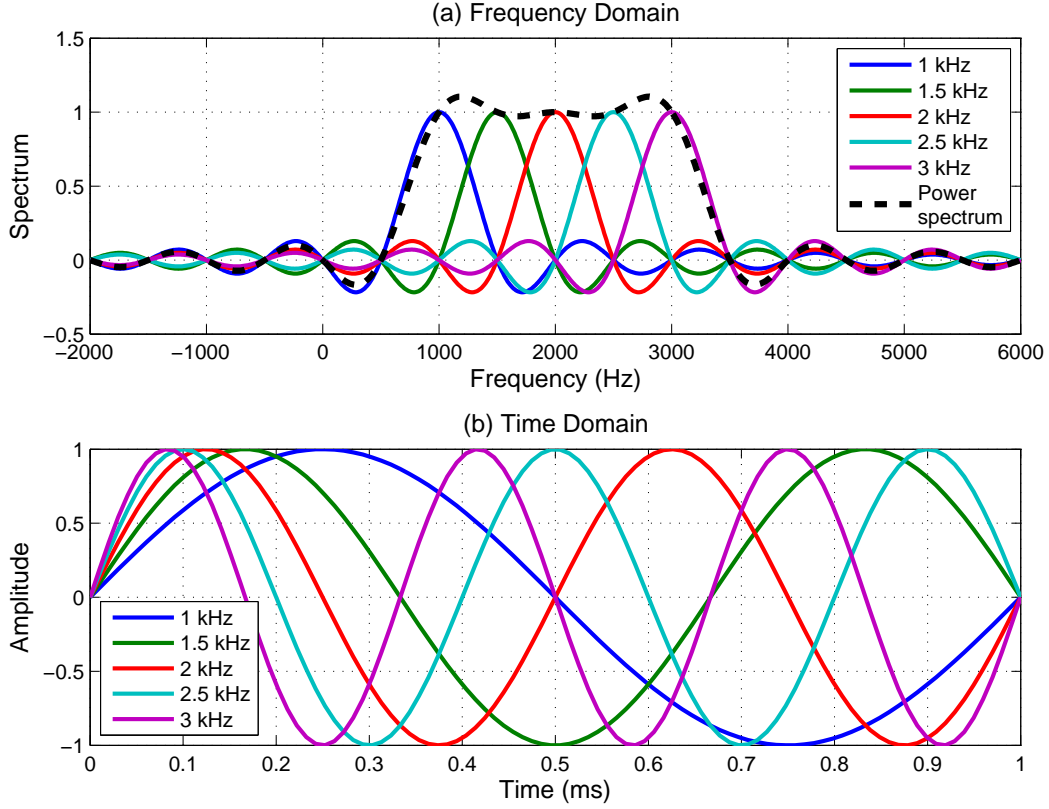 (a) Frequency Domain
1.5
1
0.5
0
−0.5
Spectrum
1 kHz
1.5 kHz
2 kHz
2.5 kHz
3 kHz
Power
spectrum
−2000 −1000 0 1000 2000 3000 4000 5000 6000
Frequency (Hz)
(b) Time Domain
1
0.5
0
−0.5
−1
Amplitude
1 kHz
1.5 kHz
2 kHz
2.5 kHz
3 kHz
0 0.1 0.2 0.3 0.4 0.5 0.6 0.7 0.8 0.9 1
Time (ms)